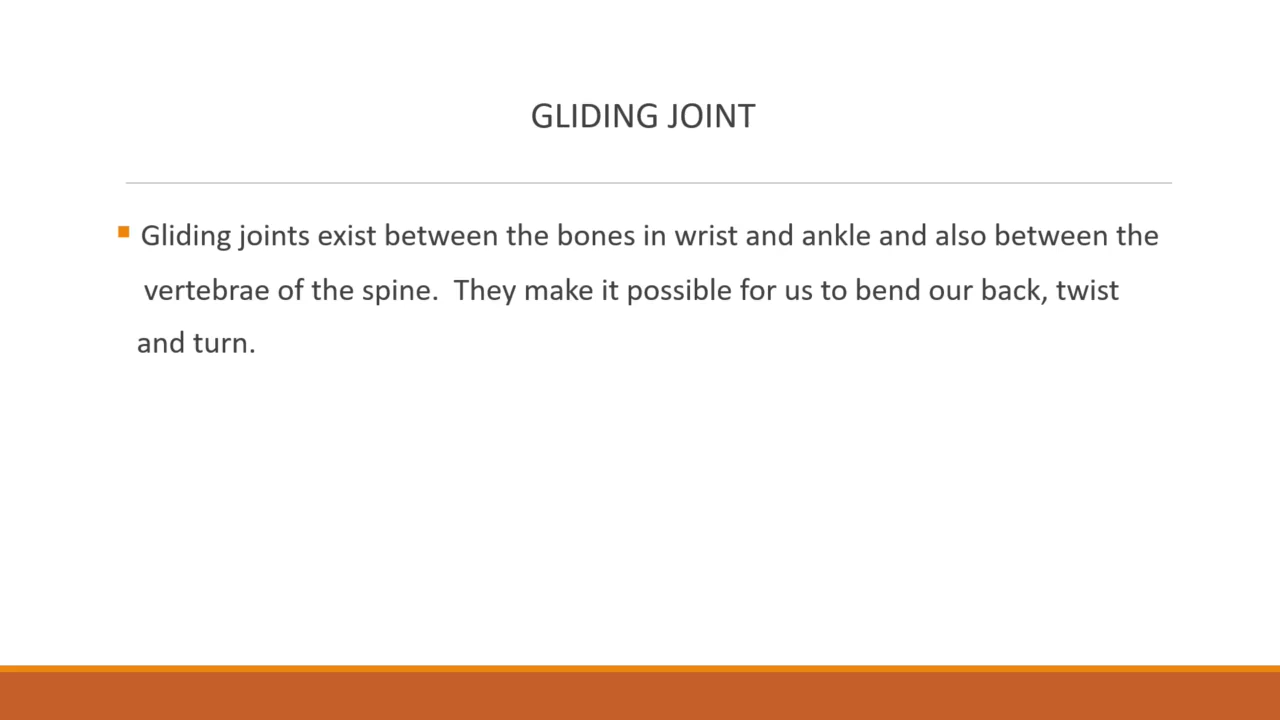 GLIDING JOINT
Gliding joints exist between the bones in wrist and ankle and also between the
vertebrae of the spine.  They make it possible for us to bend our back, twist
and turn.